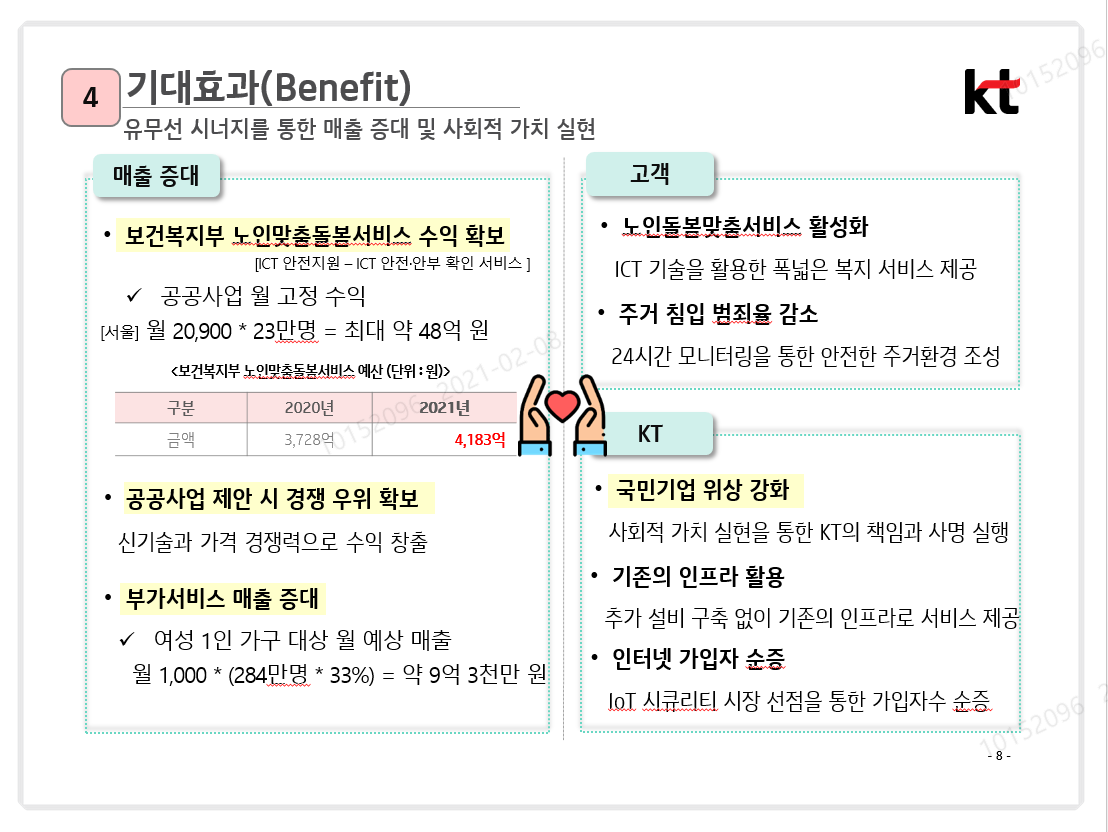 4
기대효과(Benefit)
유무선 시너지를 통한 매출 증대 및 사회적 가치 실현
kt
매출 증대
• 보건복지부 노인맞춤돌봄서비스 수익 확보
[ICT 안전지원 – ICT 안전·안부 확인 서비스 ]
✓ 공공사업 월 고정 수익
[서울] 월 20,900 * 23만명 = 최대 약 48억 원
<보건복지부 노인맞춤돌봄서비스 예산 (단위 : 원)>
구분 2020년 2021년
금액 3,728억 4,183억
• 공공사업 제안 시 경쟁 우위 확보
신기술과 가격 경쟁력으로 수익 창출
• 부가서비스 매출 증대
✓ 여성 1인 가구 대상 월 예상 매출
월 1,000 * (284만명 * 33%) = 약 9억 3천만 원
고객
• 노인돌봄맞춤서비스 활성화
ICT 기술을 활용한 폭넓은 복지 서비스 제공
• 주거 침입 범죄율 감소
24시간 모니터링을 통한 안전한 주거환경 조성
KT
• 국민기업 위상 강화
사회적 가치 실현을 통한 KT의 책임과 사명 실행
• 기존의 인프라 활용
추가 설비 구축 없이 기존의 인프라로 서비스 제공
• 인터넷 가입자 순증
IoT 시큐리티 시장 선점을 통한 가입자수 순증
- 8 -
10152096 2021-02-08
10152096
10152096 2